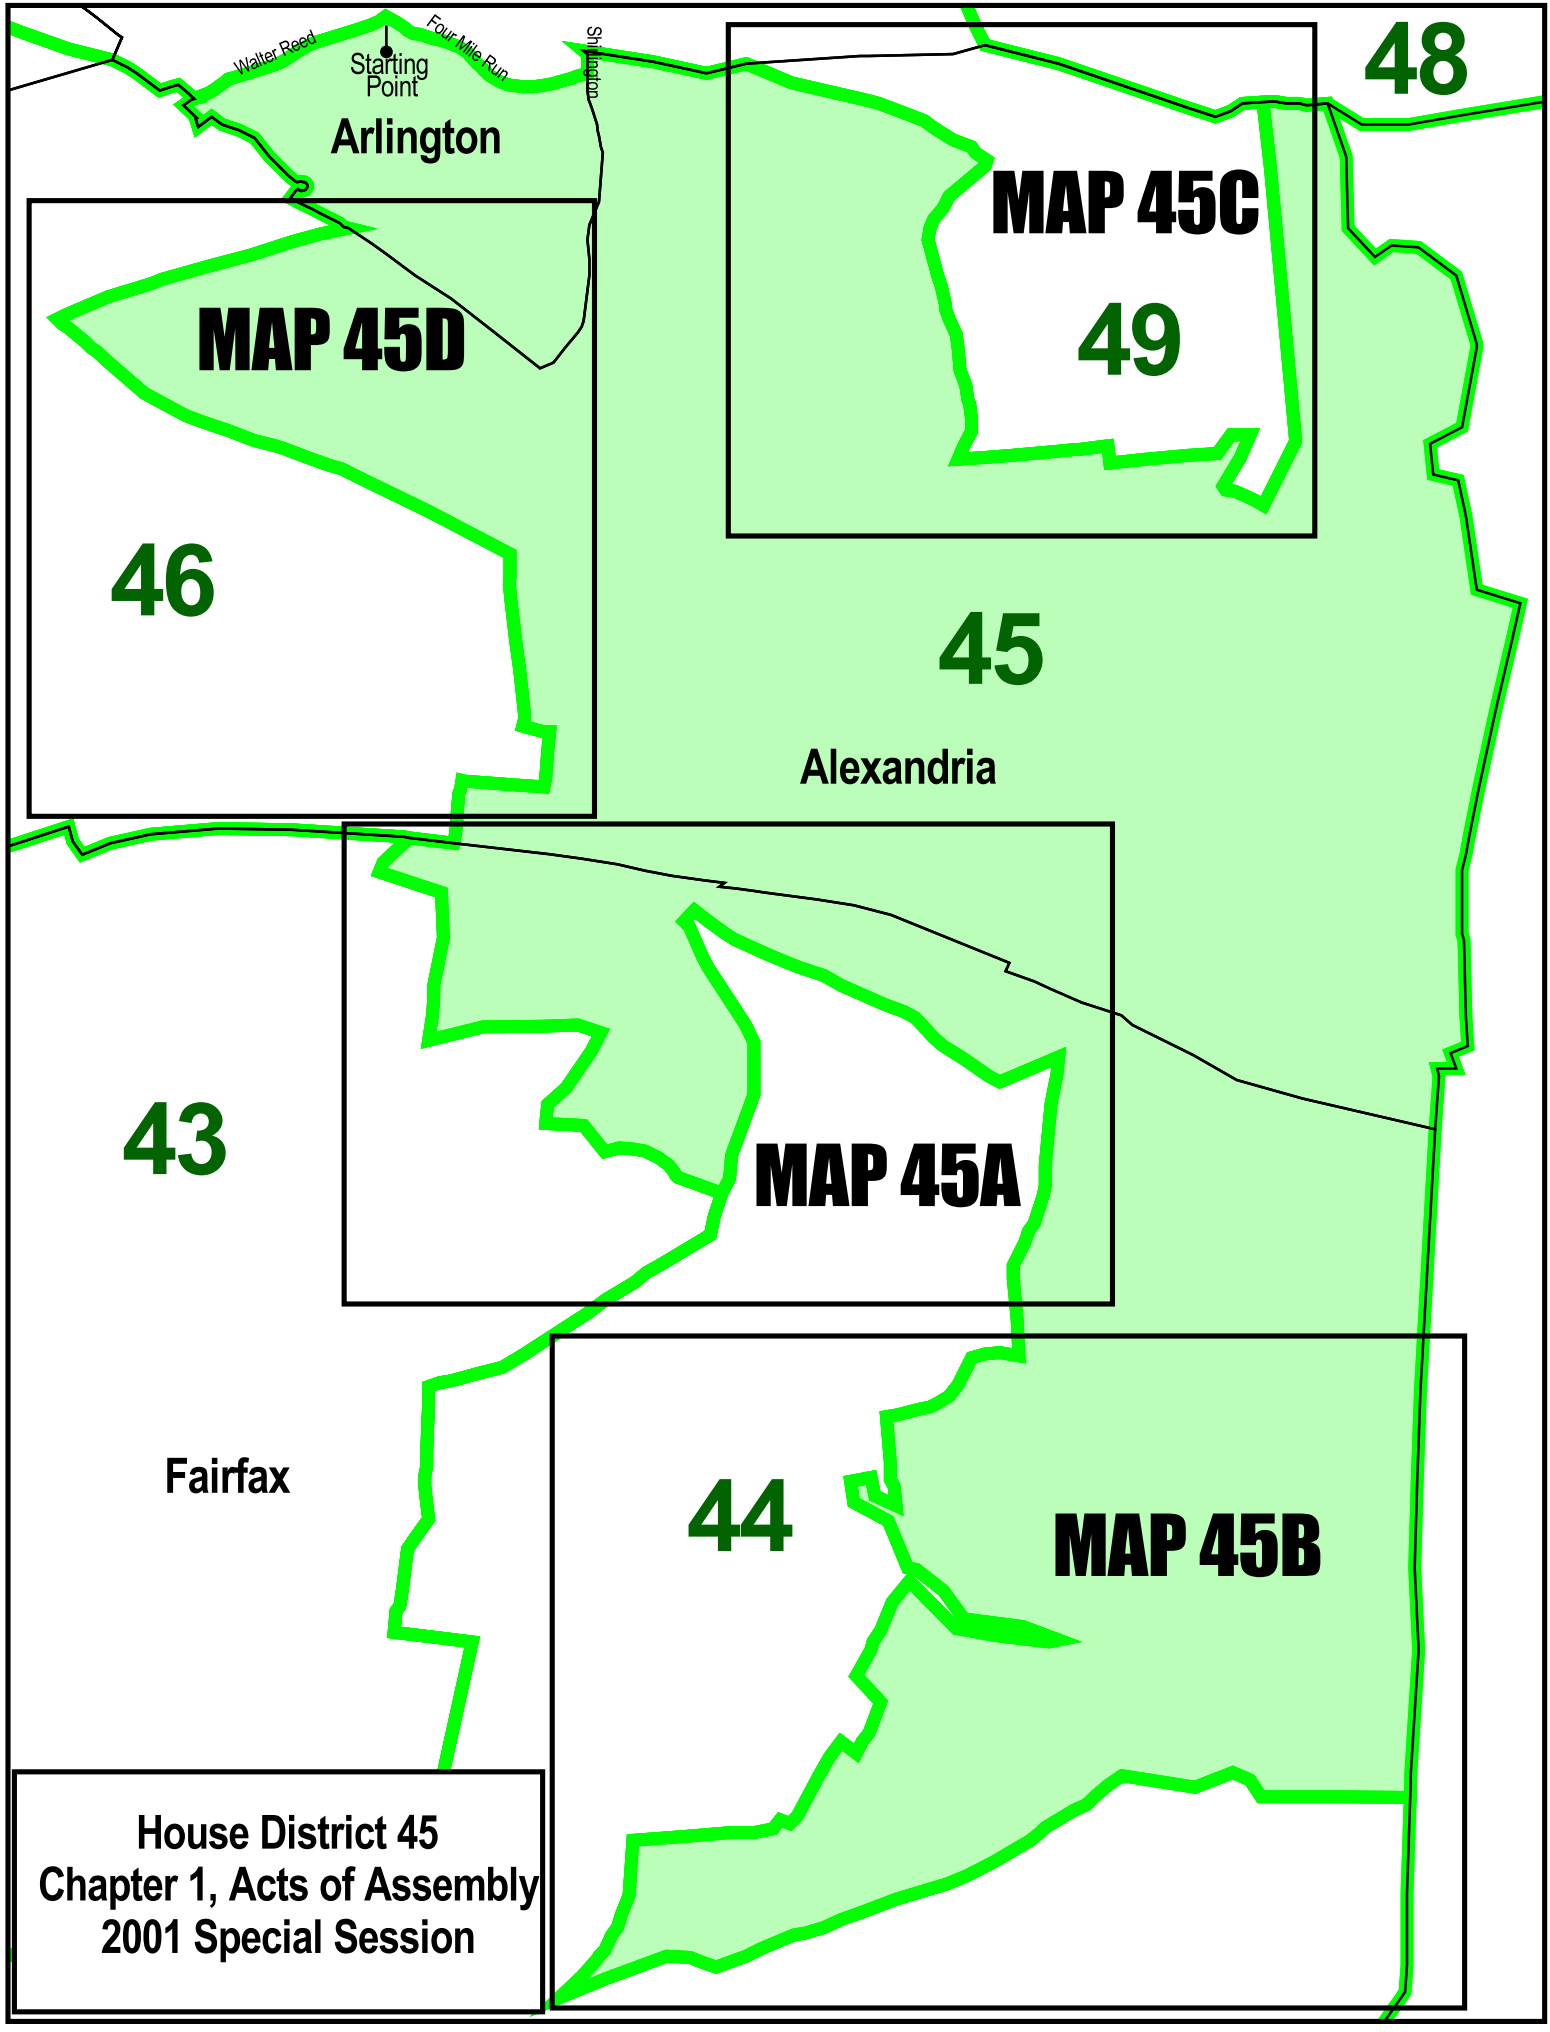 48
Walter Reed
Four Mile Run
Shirlington
Starting
Point
Arlington
MAP 45C
MAP 45D
49
46
45
Alexandria
43
MAP 45A
Fairfax
44
MAP 45B
House District 45
Chapter 1, Acts of Assembly
2001 Special Session